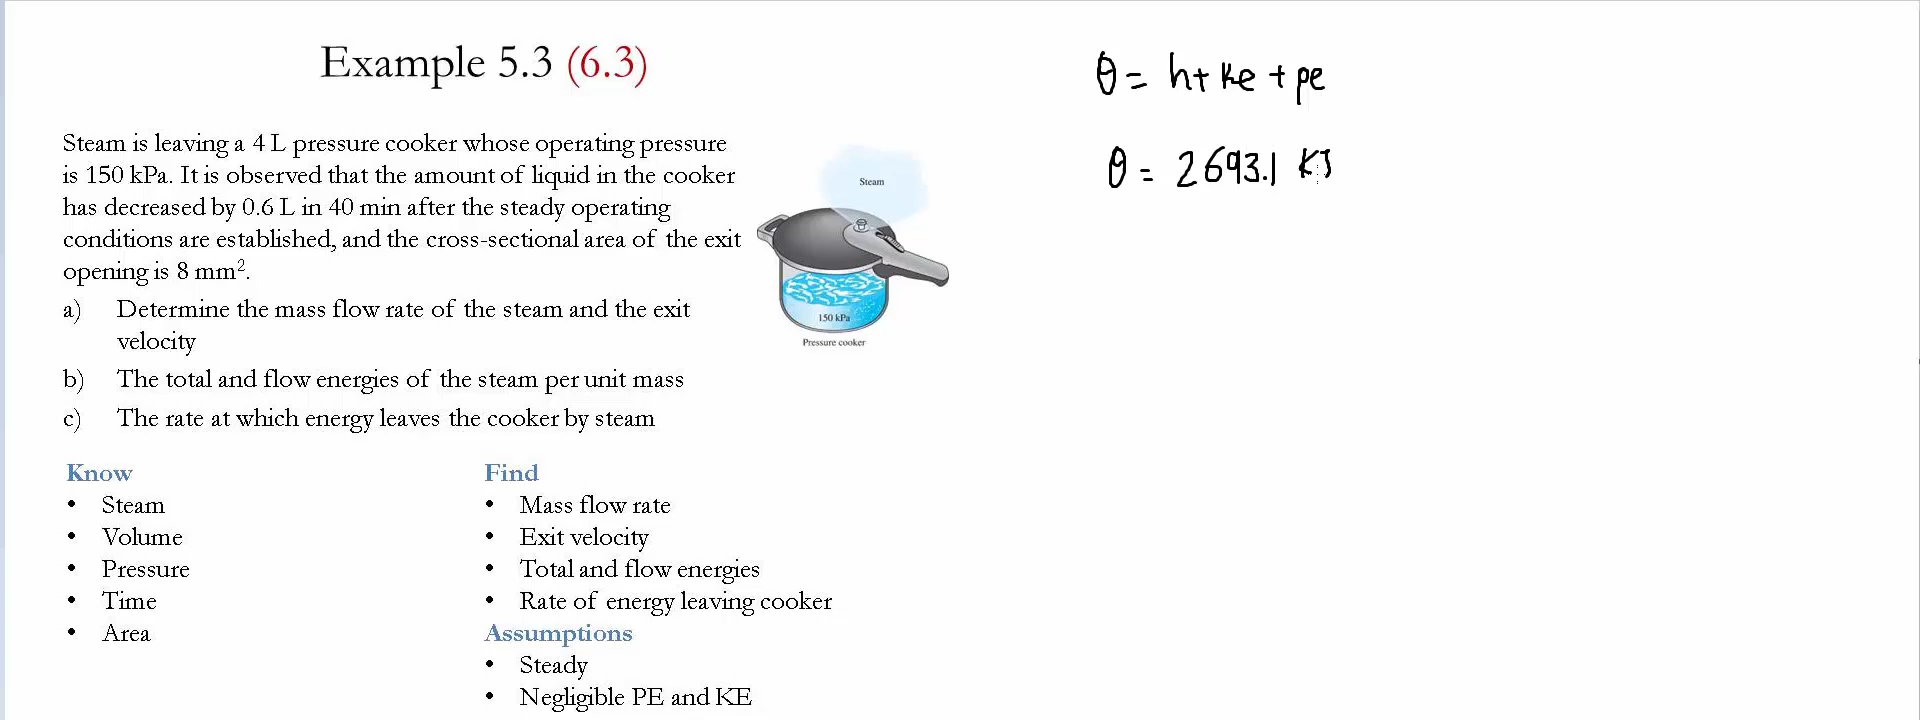 Example 5.3 (6.3)
Steam is leaving a 4 L pressure cooker whose operating pressure
is 150 kPa. It is observed that the amount of liquid in the cooker
has decreased by 0.6 L in 40 min after the steady operating
conditions are established, and the cross-sectional area of the exit
opening is 8 mm².
a) Determine the mass flow rate of the steam and the exit
velocity
b) The total and flow energies of the steam per unit mass
c) The rate at which energy leaves the cooker by steam
Steam
150 kPa
Pressure cooker
Know
• Steam
• Volume
• Pressure
• Time
• Area
Find
• Mass flow rate
• Exit velocity
• Total and flow energies
• Rate of energy leaving cooker
Assumptions
• Steady
• Negligible PE and KE
θ = h + ke + pe
θ = 2693.1 KJ